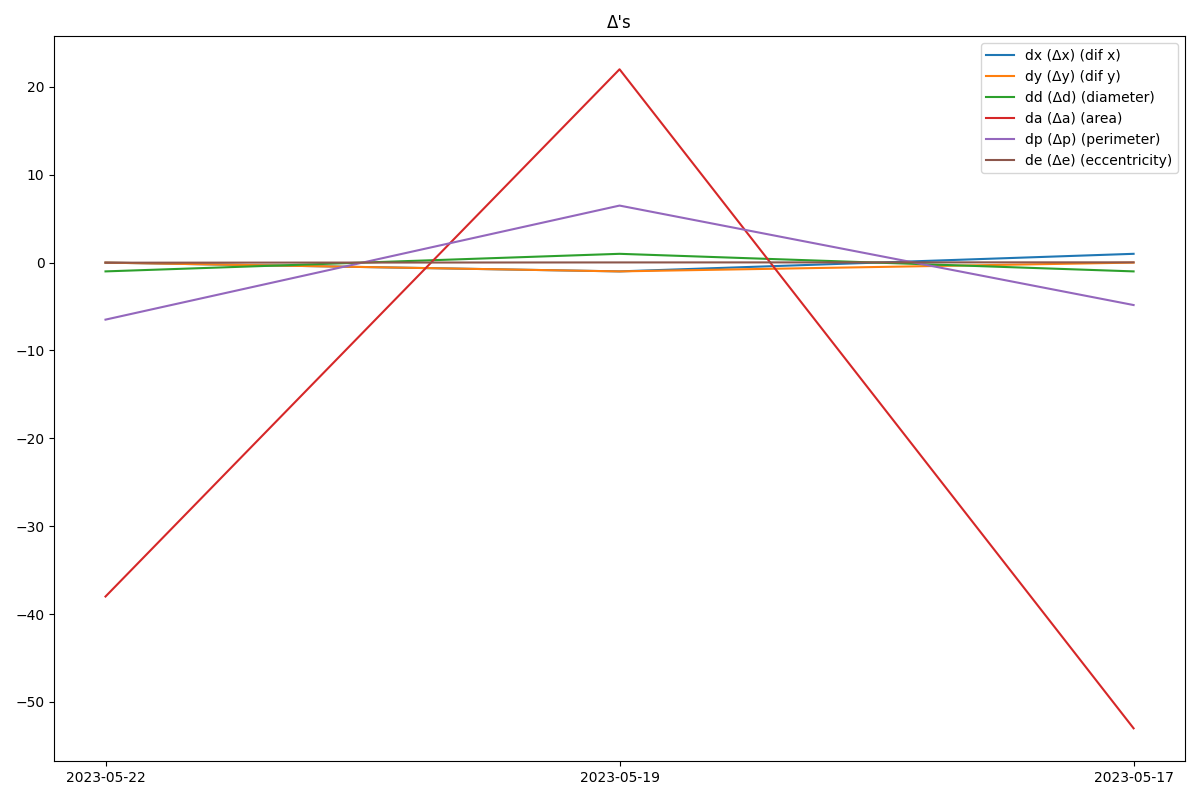 Δ's
dx (Δx) (dif x)
dy (Δy) (dif y)
dd (Δd) (diameter)
da (Δa) (area)
dp (Δp) (perimeter)
de (Δe) (eccentricity)
20
10
0
−10
−20
−30
−40
−50
2023-05-22 2023-05-19 2023-05-17